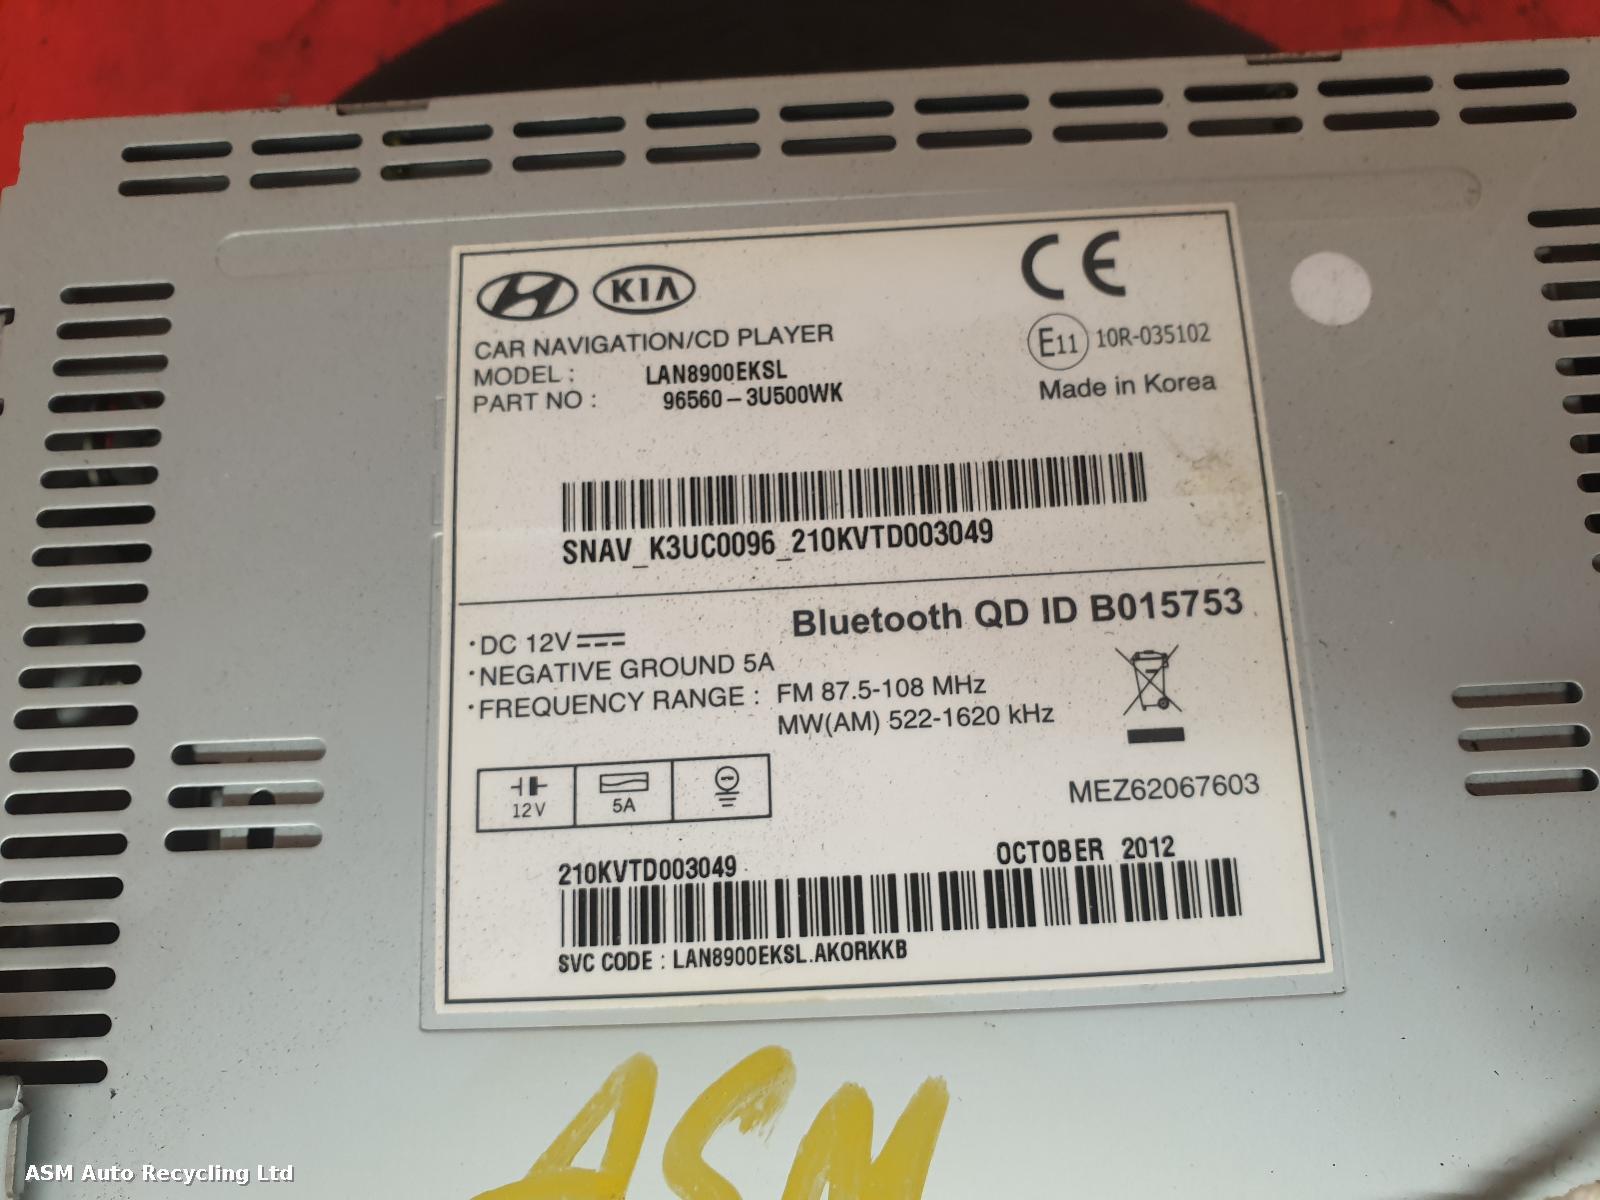 KIA
CE
CAR NAVIGATION/CD PLAYER
MODEL : LAN8900EKSL
PART NO : 96560-3U500WK
E11 10R-035102
Made in Korea
SNAV_K3UC0096_210KVTD003049
Bluetooth QD ID B015753
·DC 12V
·NEGATIVE GROUND 5A
·FREQUENCY RANGE : FM 87.5-108 MHz
MW(AM) 522-1620 kHz
12V 5A
MEZ62067603
210KVTD003049
OCTOBER 2012
SVC CODE : LAN8900EKSL.AKORKKB
ASM
ASM Auto Recycling Ltd